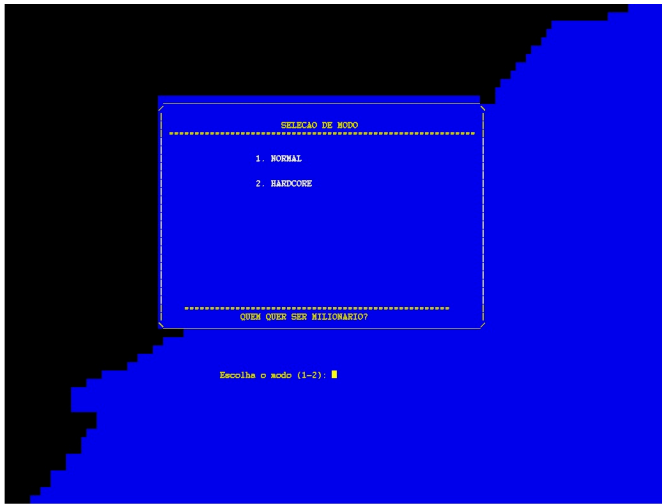 SELECAO DE MODO
1. NORMAL
2. HARDCORE
QUEM QUER SER MILIONARIO?
Escolha o modo (1-2):